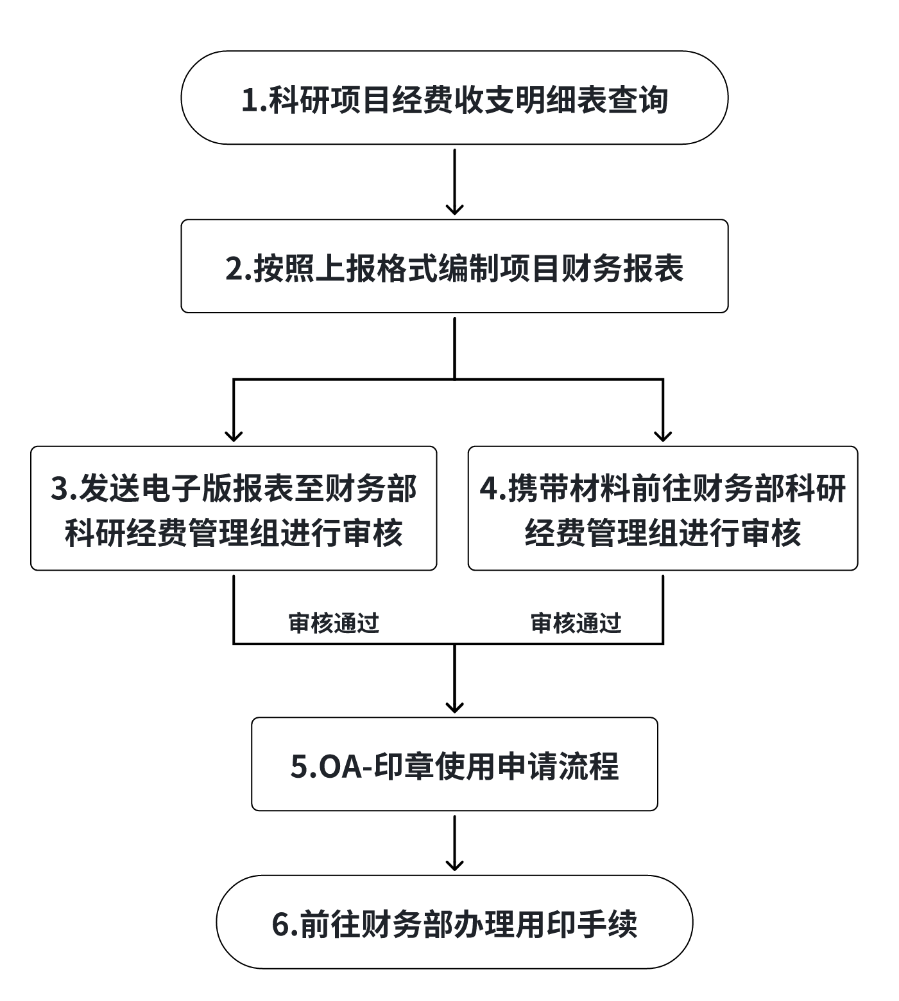 1.科研项目经费收支明细表查询
2.按照上报格式编制项目财务报表
3.发送电子版报表至财务部
科研经费管理组进行审核
4.携带材料前往财务部科研
经费管理组进行审核
审核通过
审核通过
5.OA-印章使用申请流程
6.前往财务部办理用印手续